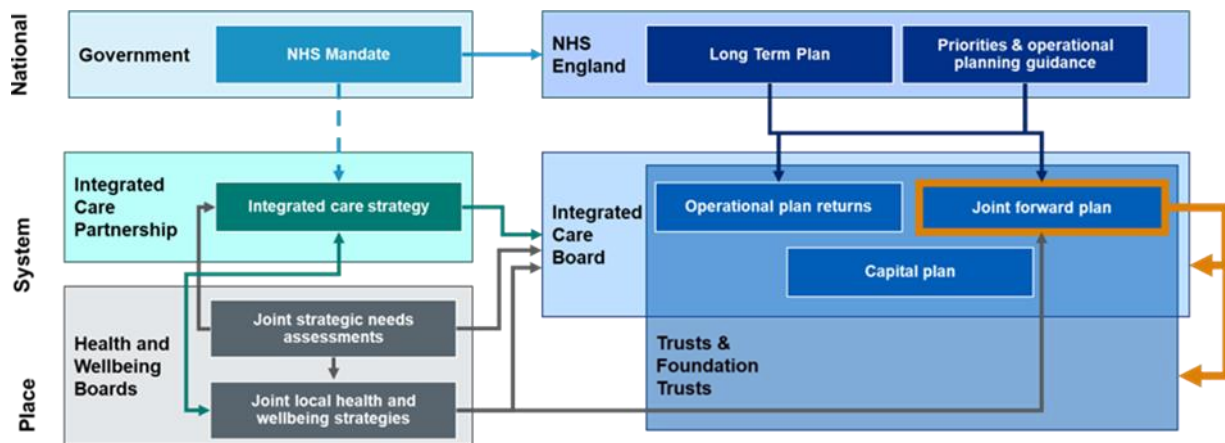 National
Government
NHS Mandate
NHS
England
Long Term Plan
Priorities & operational
planning guidance
System
Integrated
Care
Partnership
Integrated care strategy
Integrated
Care
Board
Operational plan returns
Joint forward plan
Capital plan
Place
Health and
Wellbeing
Boards
Joint strategic needs
assessments
Joint local health and
wellbeing strategies
Trusts &
Foundation
Trusts